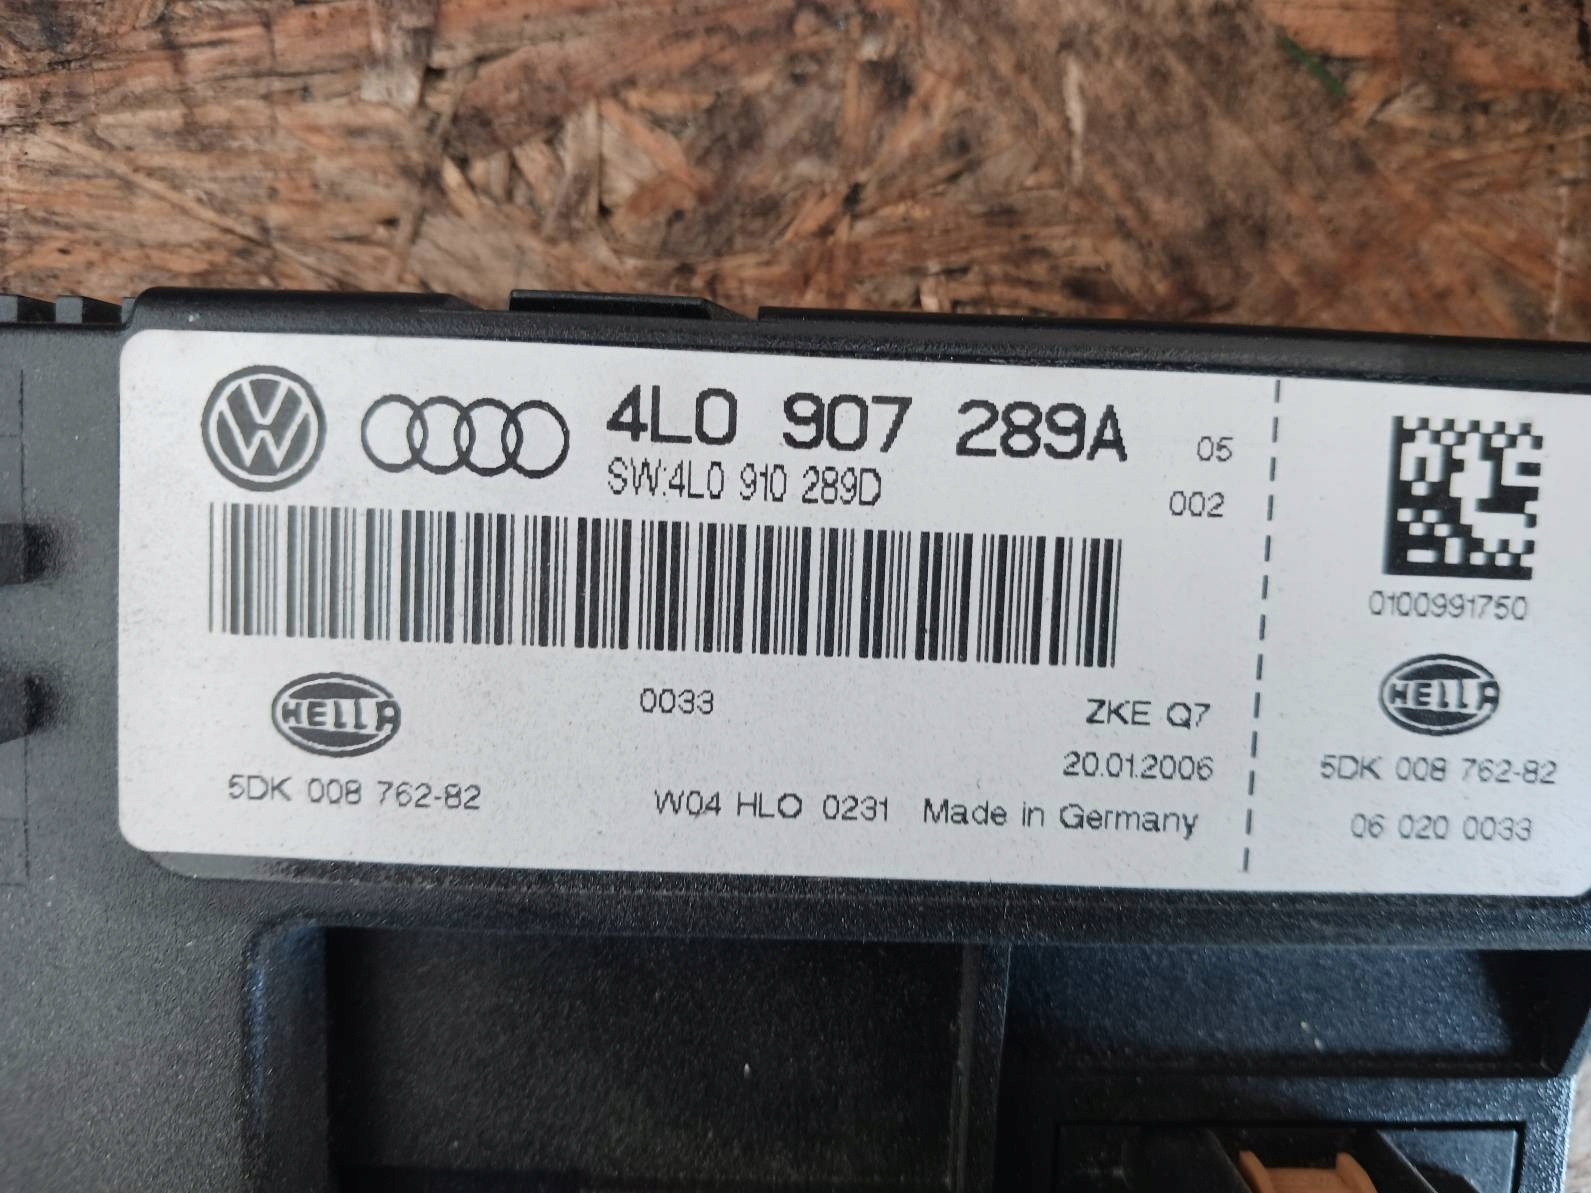 4L0 907 289A 05
SW:4L0 910 289D 002
0033
ZKE Q7
20.01.2006
HELLA
5DK 008 762-82
W04 HLO 0231 Made in Germany
0100991750
HELLA
5DK 008 762-82
06 020 0033